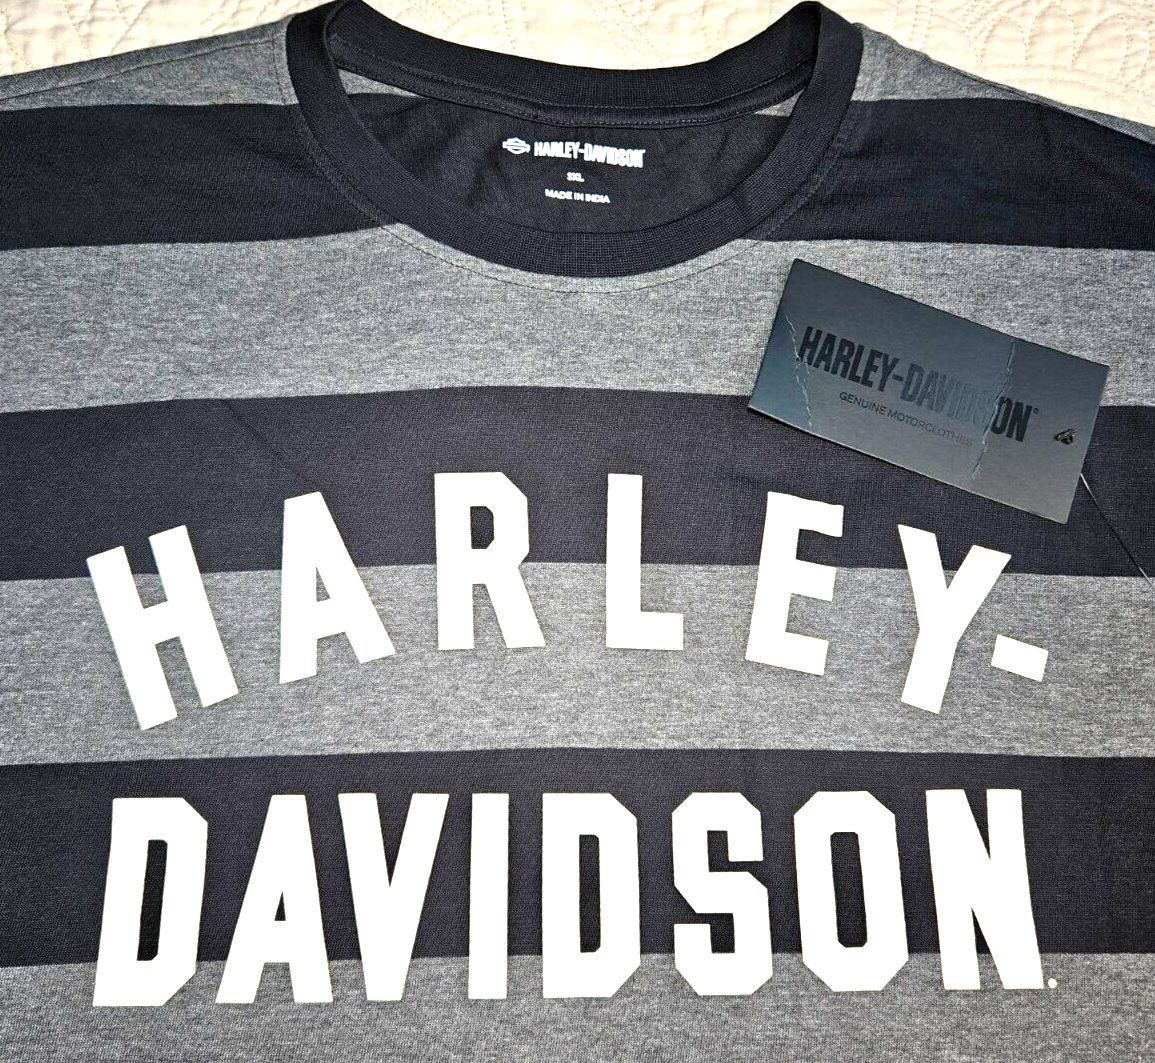 HARLEY-DAVIDSON
3XL
MADE IN INDIA
HARLEY-DAVIDSON
GENUINE MOTORCLOTHES
HARLEY-
DAVIDSON.